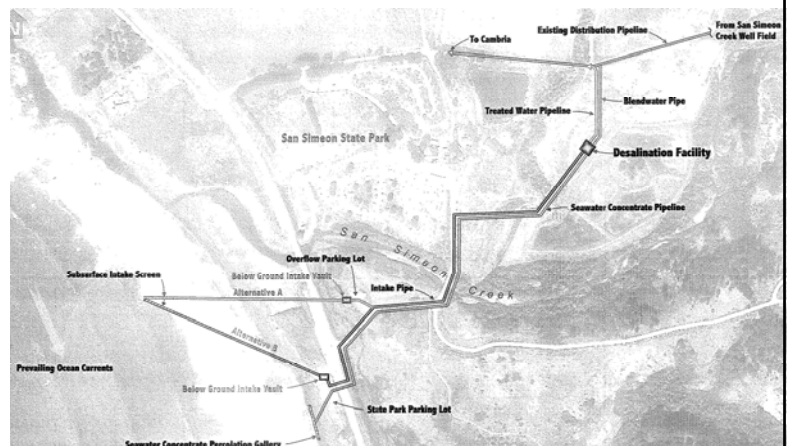 N
From San Simeon
Creek Well Field
Existing Distribution Pipeline
To Cambria
Blendwater Pipe
Treated Water Pipeline
San Simeon State Park
Desalination Facility
Seawater Concentrate Pipeline
San Simeon Creek
Overflow Parking Lot
Subsurface Intake Screen
Below Ground Intake Vault
Alternative A
Intake Pipe
Alternative B
Prevailing Ocean Currents
Below Ground Intake Vault
State Park Parking Lot
Seawater Concentrate Percolation Gallery